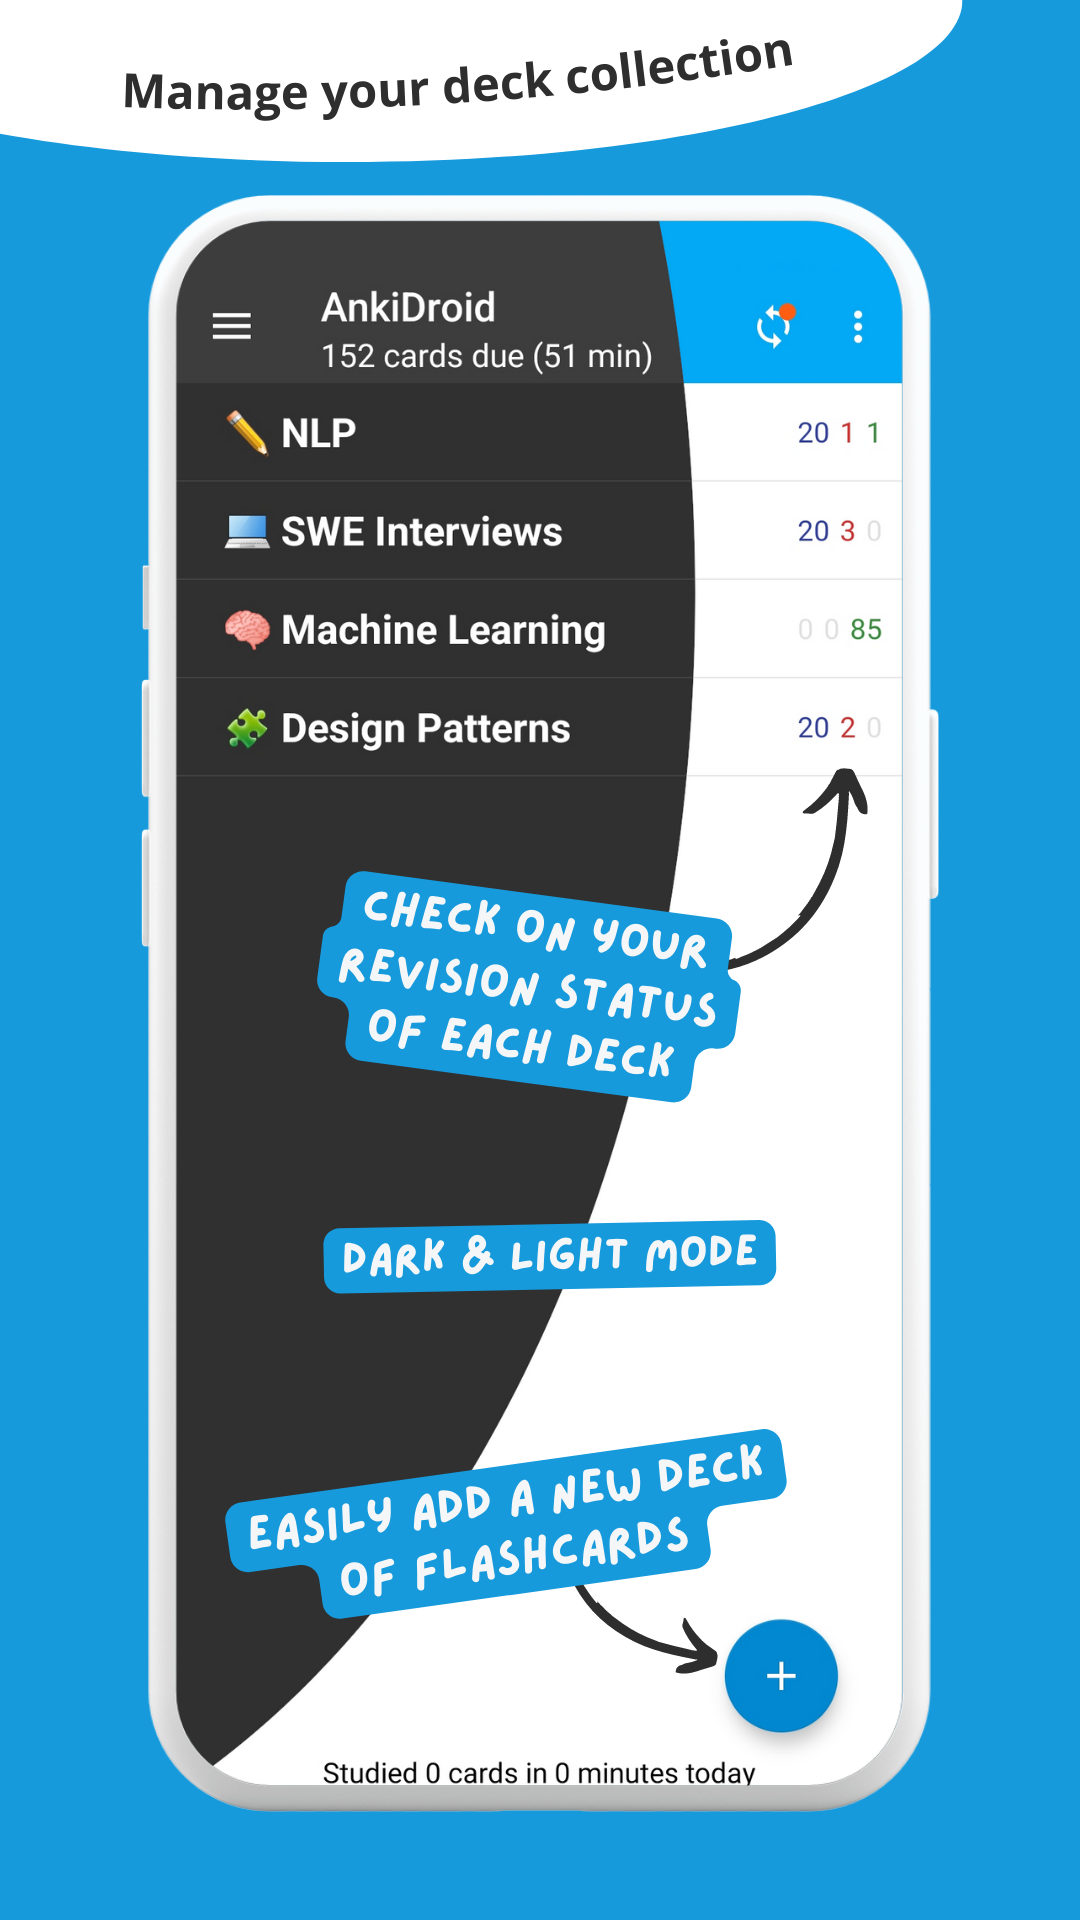 Manage your deck collection
AnkiDroid
152 cards due (51 min)
NLP 20 1 1
SWE Interviews 20 3 0
Machine Learning 0 0 85
Design Patterns 20 2 0
CHECK ON YOUR
REVISION STATUS
OF EACH DECK
DARK & LIGHT MODE
EASILY ADD A NEW DECK
OF FLASHCARDS
+
Studied 0 cards in 0 minutes today